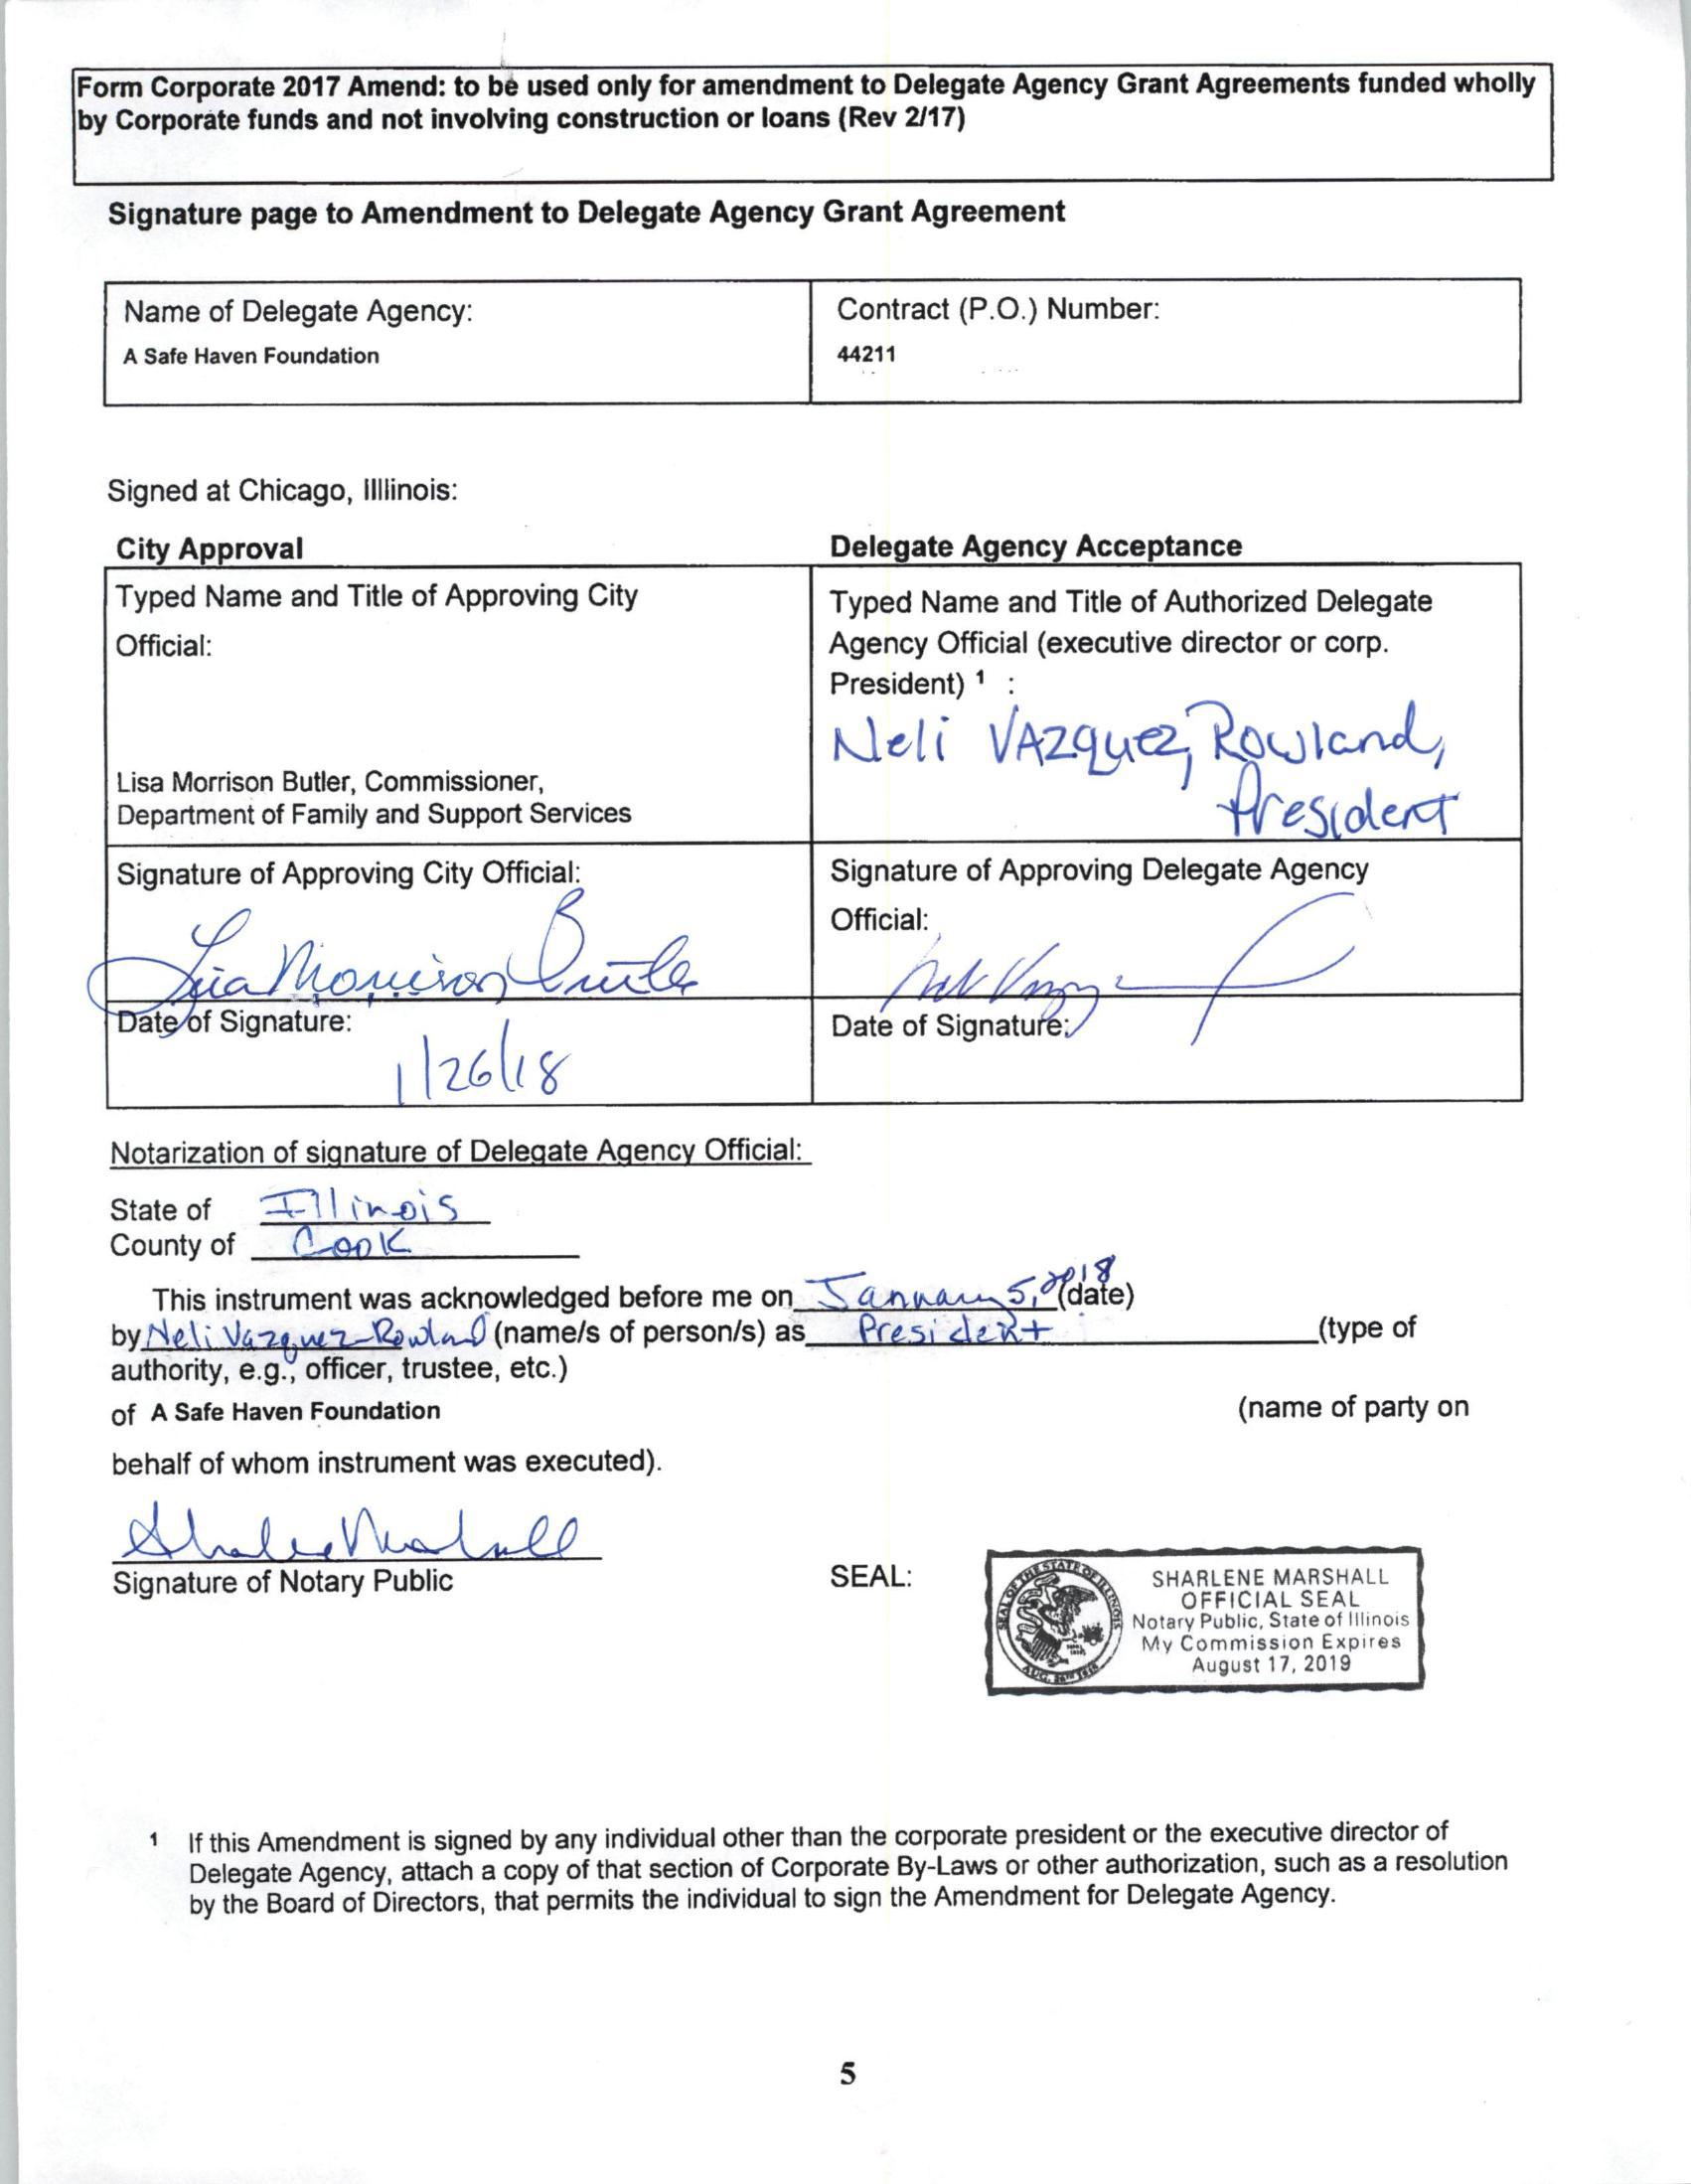 Form Corporate 2017 Amend: to be used only for amendment to Delegate Agency Grant Agreements funded wholly
by Corporate funds and not involving construction or loans (Rev 2/17)
Signature page to Amendment to Delegate Agency Grant Agreement
Name of Delegate Agency:
A Safe Haven Foundation
Contract (P.O.) Number:
44211
Signed at Chicago, Illlinois:
City Approval
Typed Name and Title of Approving City
Official:
Lisa Morrison Butler, Commissioner,
Department of Family and Support Services
Delegate Agency Acceptance
Typed Name and Title of Authorized Delegate
Agency Official (executive director or corp.
President) ¹ :
Neli VAzquez, Rowland,
President
Signature of Approving City Official:
Lisa Morrison Butler
Signature of Approving Delegate Agency
Official:
Date of Signature:
1/26/18
Date of Signature:
Notarization of signature of Delegate Agency Official:
State of Illinois
County of Cook
This instrument was acknowledged before me on January 5, 2018 (date)
by Neli Vazquez-Rowland (name/s of person/s) as President (type of
authority, e.g., officer, trustee, etc.)
of A Safe Haven Foundation (name of party on
behalf of whom instrument was executed).
Sharlene Marshall
Signature of Notary Public
SEAL:
SEAL OF THE STATE OF ILLINOIS
AUG. 26TH 1818
SHARLENE MARSHALL
OFFICIAL SEAL
Notary Public, State of Illinois
My Commission Expires
August 17, 2019
¹ If this Amendment is signed by any individual other than the corporate president or the executive director of
Delegate Agency, attach a copy of that section of Corporate By-Laws or other authorization, such as a resolution
by the Board of Directors, that permits the individual to sign the Amendment for Delegate Agency.
5